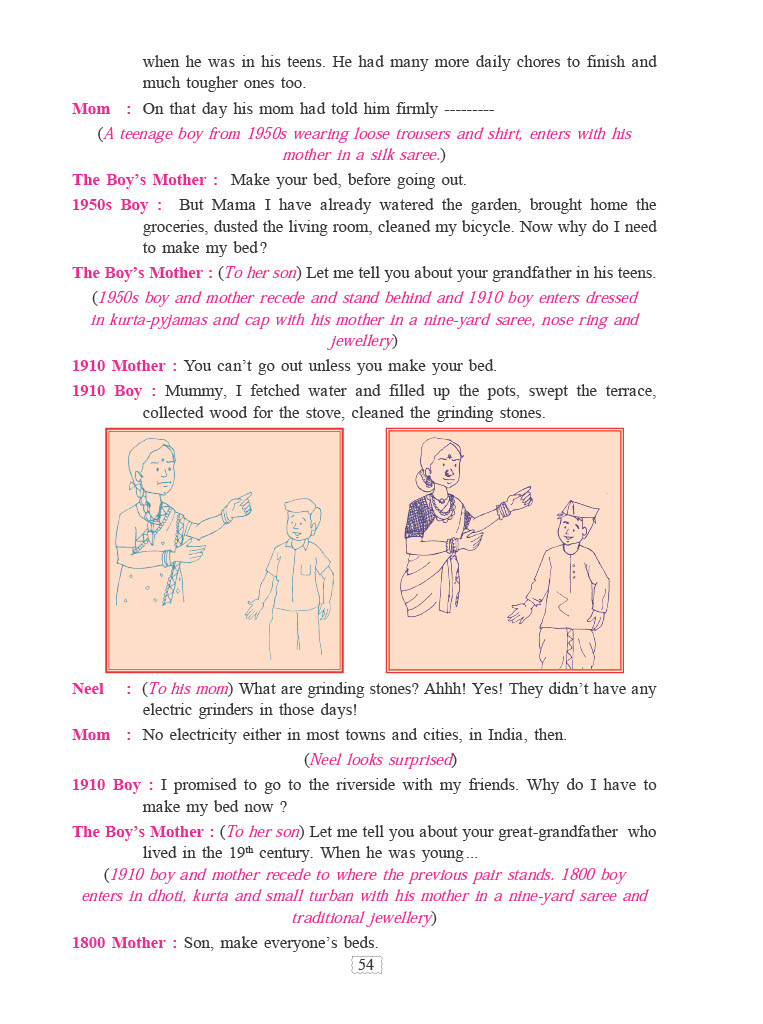 when he was in his teens. He had many more daily chores to finish and
much tougher ones too.
Mom : On that day his mom had told him firmly ---------
(A teenage boy from 1950s wearing loose trousers and shirt, enters with his
mother in a silk saree.)
The Boy’s Mother : Make your bed, before going out.
1950s Boy : But Mama I have already watered the garden, brought home the
groceries, dusted the living room, cleaned my bicycle. Now why do I need
to make my bed?
The Boy’s Mother : (To her son) Let me tell you about your grandfather in his teens.
(1950s boy and mother recede and stand behind and 1910 boy enters dressed
in kurta-pyjamas and cap with his mother in a nine-yard saree, nose ring and
jewellery)
1910 Mother : You can’t go out unless you make your bed.
1910 Boy : Mummy, I fetched water and filled up the pots, swept the terrace,
collected wood for the stove, cleaned the grinding stones.
Neel : (To his mom) What are grinding stones? Ahhh! Yes! They didn’t have any
electric grinders in those days!
Mom : No electricity either in most towns and cities, in India, then.
(Neel looks surprised)
1910 Boy : I promised to go to the riverside with my friends. Why do I have to
make my bed now ?
The Boy’s Mother : (To her son) Let me tell you about your great-grandfather who
lived in the 19th century. When he was young...
(1910 boy and mother recede to where the previous pair stands. 1800 boy
enters in dhoti, kurta and small turban with his mother in a nine-yard saree and
traditional jewellery)
1800 Mother : Son, make everyone’s beds.
54